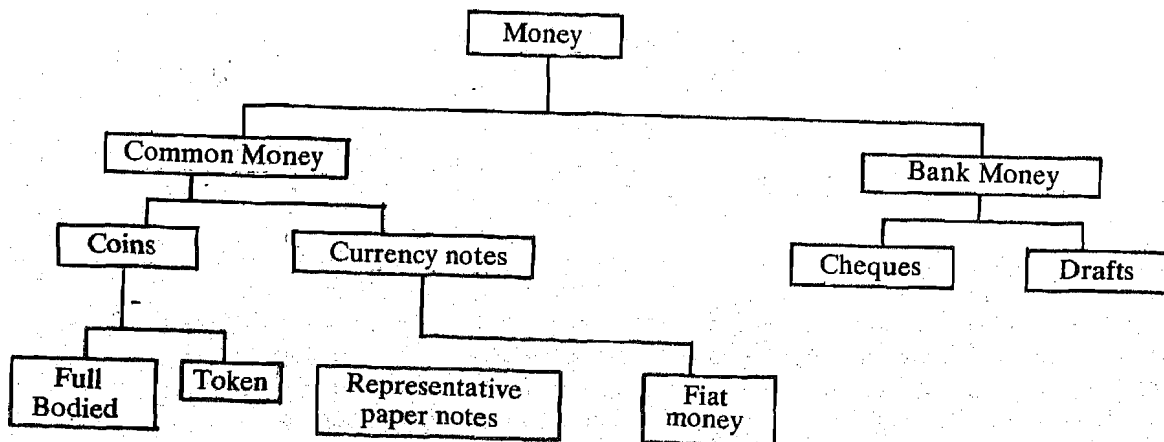 Money
Common Money
Bank Money
Coins
Currency notes
Cheques
Drafts
Full
Bodied
Token
Representative
paper notes
Fiat
money